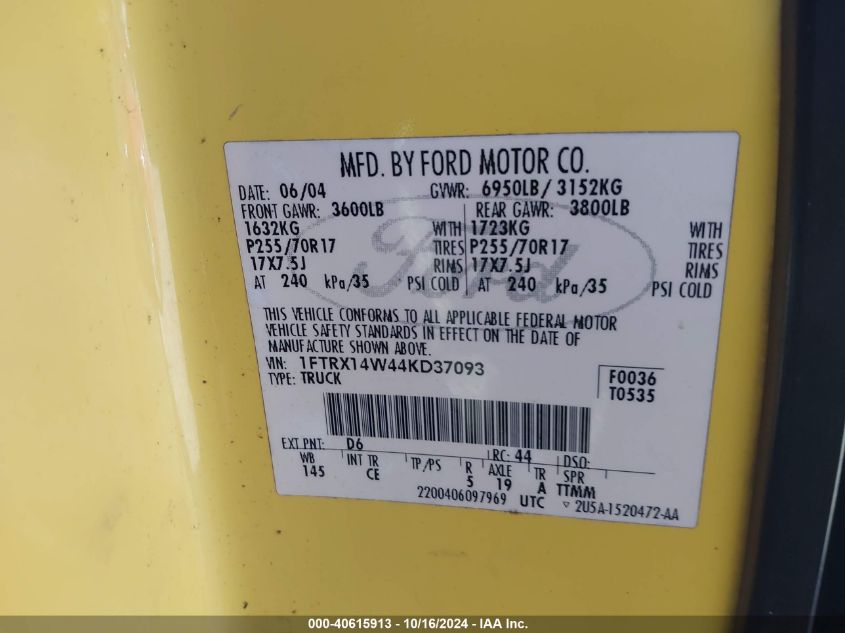 MFD. BY FORD MOTOR CO.
DATE: 06/04 GVWR: 6950LB/ 3152KG
FRONT GAWR: 3600LB REAR GAWR: 3800LB
1632KG WITH 1723KG WITH
P255/70R17 TIRES P255/70R17 TIRES
17X7.5J RIMS 17X7.5J RIMS
AT 240 kPa/35 PSI COLD AT 240 kPa/35 PSI COLD
Ford
THIS VEHICLE CONFORMS TO ALL APPLICABLE FEDERAL MOTOR
VEHICLE SAFETY STANDARDS IN EFFECT ON THE DATE OF
MANUFACTURE SHOWN ABOVE.
VIN: 1FTRX14W44KD37093
TYPE: TRUCK
F0036
T0535
EXT PNT: D6 RC: 44 DSO:
WB INT TR TP/PS R AXLE TR SPR
145 CE 5 19 A TTMM
2200406097969 UTC ▽ 2U5A-1520472-AA
000-40615913 - 10/16/2024 - IAA Inc.